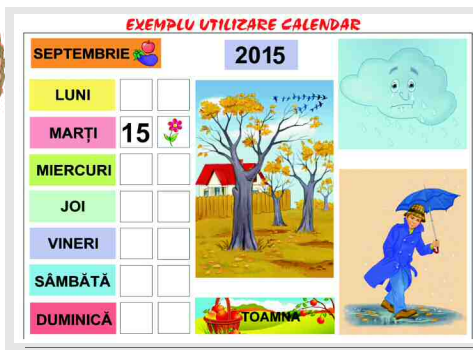 EXEMPLU UTILIZARE CALENDAR
SEPTEMBRIE
2015
LUNI
MARȚI 15
MIERCURI
JOI
VINERI
SÂMBĂTĂ
DUMINICĂ
TOAMNA